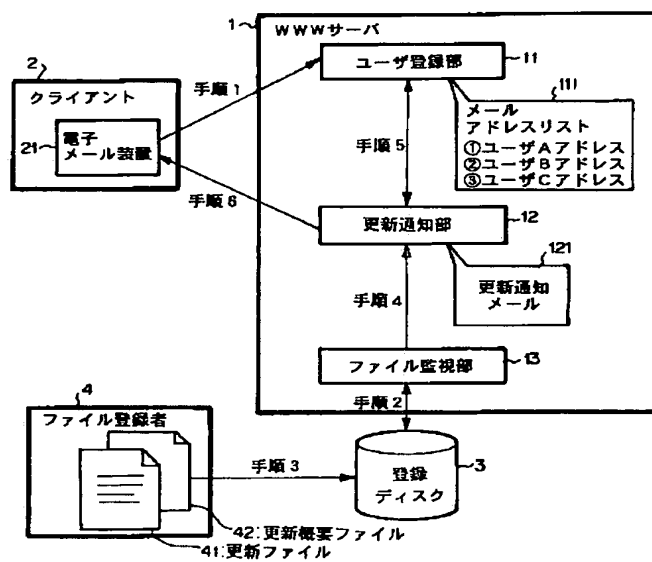 1
WWWサーバ
2
クライアント
21
電子
メール装置
手順1
ユーザ登録部
11
111
メール
アドレスリスト
①ユーザAアドレス
②ユーザBアドレス
③ユーザCアドレス
手順5
手順6
更新通知部
12
121
更新通知
メール
手順4
ファイル監視部
13
手順2
4
ファイル登録者
手順3
登録
ディスク
3
42:更新概要ファイル
41:更新ファイル